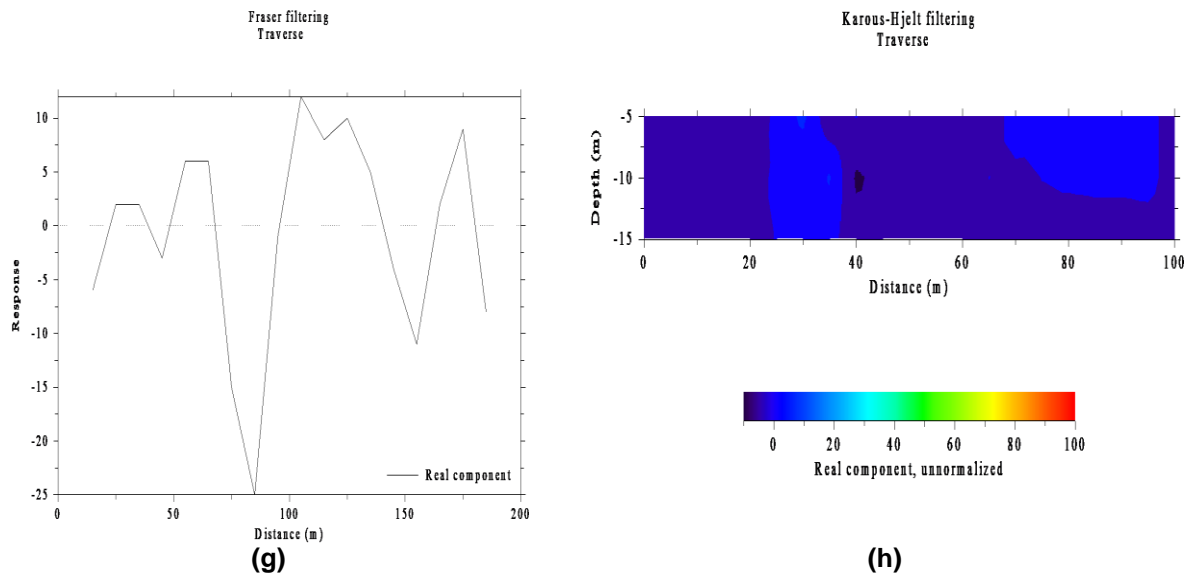 Fraser filtering
Traverse
10
5
0
-5
-10
-15
-20
-25
Response
Real component
0
50
100
150
200
Distance (m)
(g)
Karous-Hjelt filtering
Traverse
-5
-10
-15
Depth (m)
0
20
40
60
80
100
Distance (m)
0
20
40
60
80
100
Real component, unnormalized
(h)